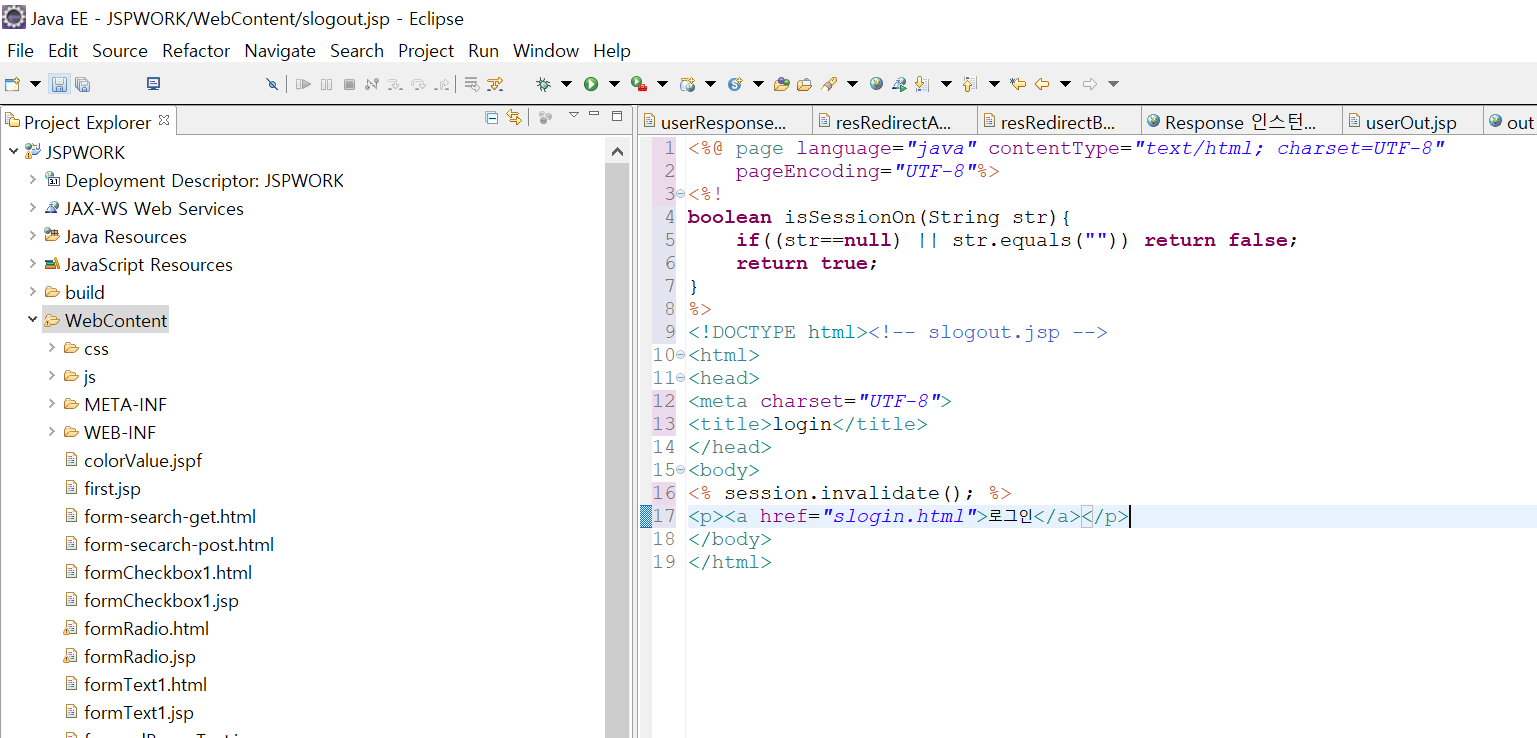 Java EE - JSPWORK/WebContent/slogout.jsp - Eclipse
File Edit Source Refactor Navigate Search Project Run Window Help
Project Explorer
JSPWORK
Deployment Descriptor: JSPWORK
JAX-WS Web Services
Java Resources
JavaScript Resources
build
WebContent
css
js
META-INF
WEB-INF
colorValue.jspf
first.jsp
form-search-get.html
form-secarch-post.html
formCheckbox1.html
formCheckbox1.jsp
formRadio.html
formRadio.jsp
formText1.html
formText1.jsp
userResponse... resRedirectA... resRedirectB... Response 인스턴... userOut.jsp out
1 <%@ page language="java" contentType="text/html; charset=UTF-8"
2 pageEncoding="UTF-8"%>
3 <%!
4 boolean isSessionOn(String str){
5 if((str==null) || str.equals("")) return false;
6 return true;
7 }
8 %>
9 <!DOCTYPE html><!-- slogout.jsp -->
10 <html>
11 <head>
12 <meta charset="UTF-8">
13 <title>login</title>
14 </head>
15 <body>
16 <% session.invalidate(); %>
17 <p><a href="slogin.html">로그인</a></p>
18 </body>
19 </html>